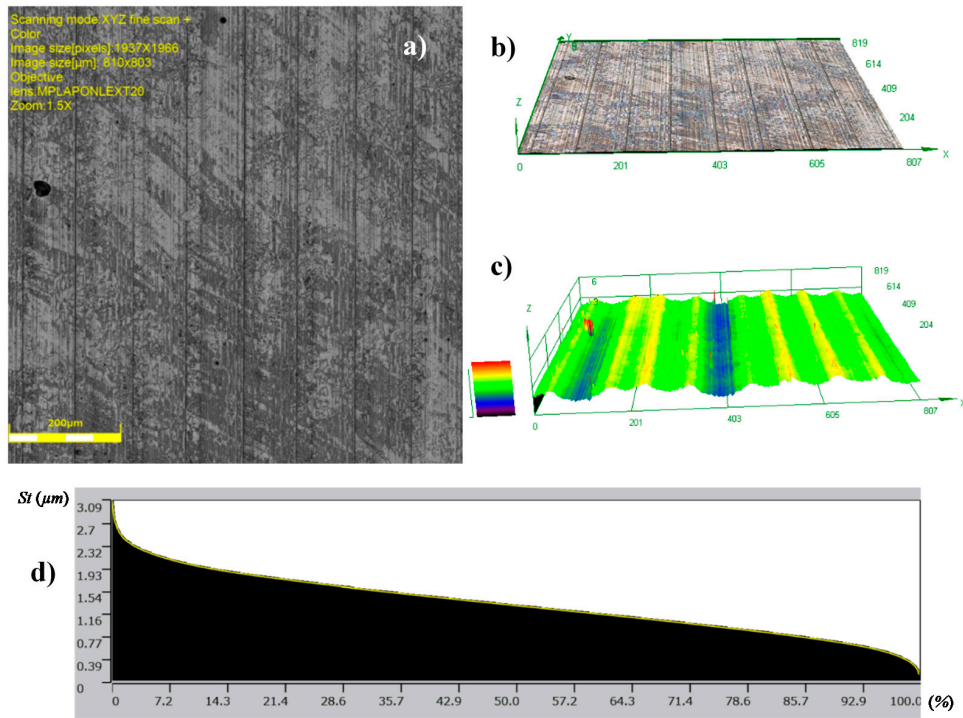 Scanning mode:XYZ fine scan +
Color
Image size[pixels]:1937X1966
Image size[µm]: 810x803
Objective
lens:MPLAPONLEXT20
Zoom:1.5X
a)
200µm
b)
Y
Z
X
819
614
409
204
0
201
403
605
807
c)
6
Z
819
614
409
204
0
201
403
605
807
X
d)
St (µm)
3.09
2.7
2.32
1.93
1.54
1.16
0.77
0.39
0
0.0 7.2 14.3 21.4 28.6 35.7 42.9 50.0 57.2 64.3 71.4 78.6 85.7 92.9 100.0 (%)